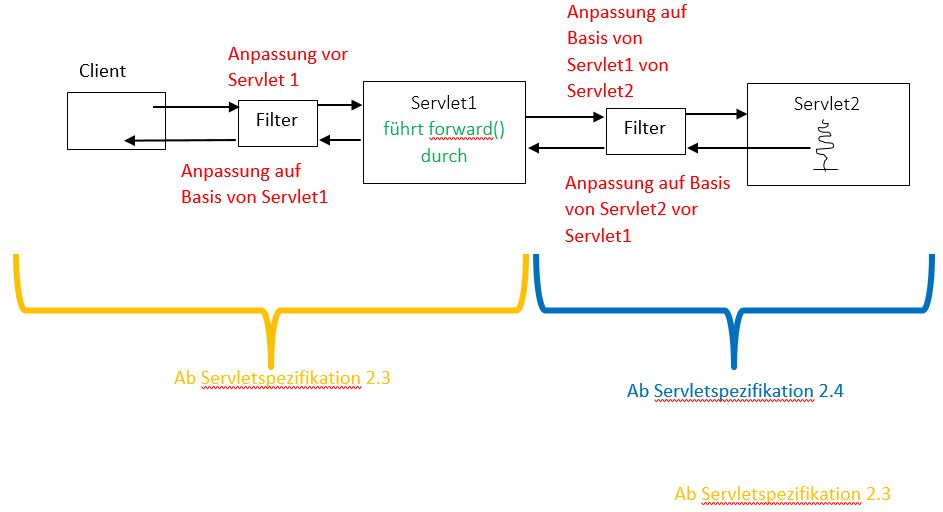 Client
Anpassung vor
Servlet 1
Filter
Anpassung auf
Basis von Servlet1
Servlet1
führt forward()
durch
Anpassung auf
Basis von
Servlet1 von
Servlet2
Filter
Anpassung auf Basis
von Servlet2 vor
Servlet1
Servlet2
Ab Servletspezifikation 2.3
Ab Servletspezifikation 2.4
Ab Servletspezifikation 2.3